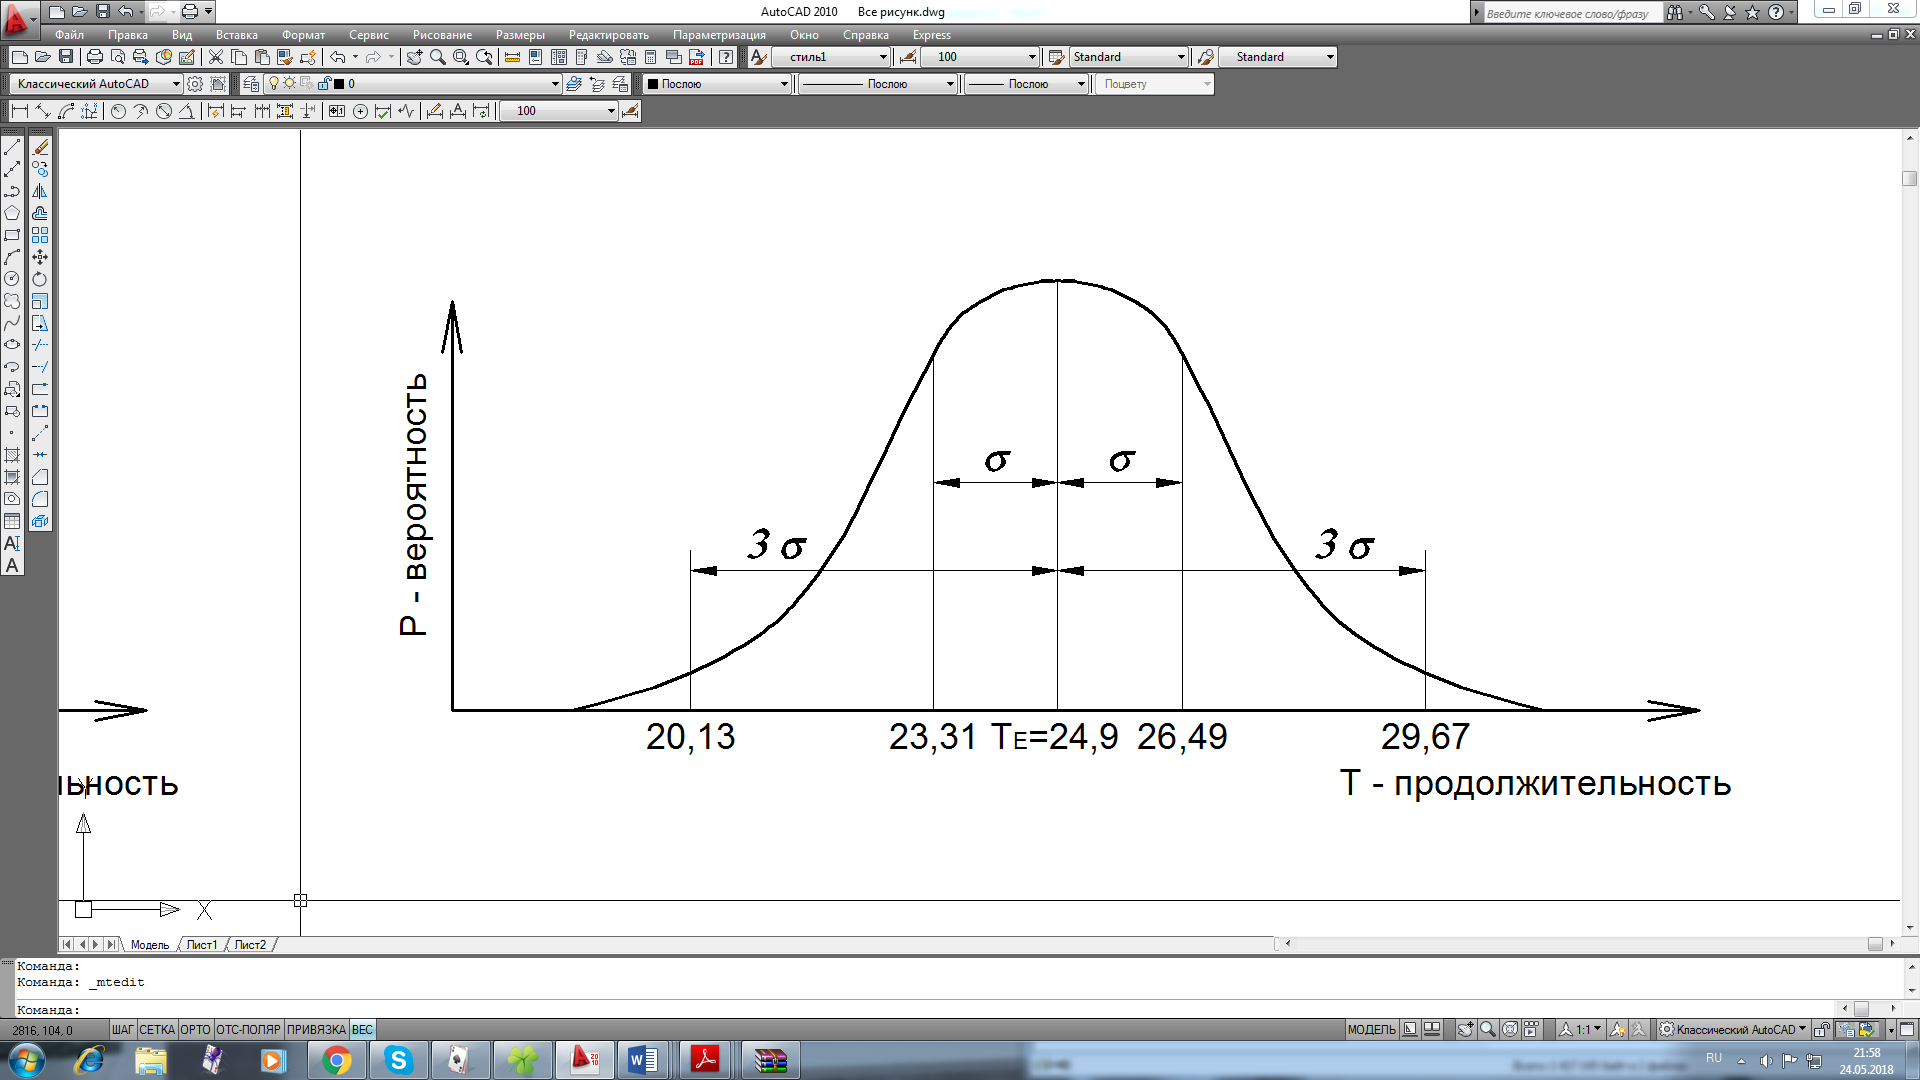 AutoCAD 2010 Все рисунк.dwg
Введите ключевое слово/фразу
Файл Правка Вид Вставка Формат Сервис Рисование Размеры Редактировать Параметризация Окно Справка Express
стиль1 100 Standard Standard
Классический AutoCAD 0 Послою Послою Послою Поцвету
100
P - вероятность
σ σ
3 σ 3 σ
20,13 23,31 TE=24,9 26,49 29,67
T - продолжительность
льность
Y
X
Модель Лист1 Лист2
Команда:
Команда: _mtedit
Команда:
2816, 104, 0 ШАГ СЕТКА ОРТО ОТС-ПОЛЯР ПРИВЯЗКА ВЕС МОДЕЛЬ 1:1 Классический AutoCAD
RU 21:58
24.05.2018